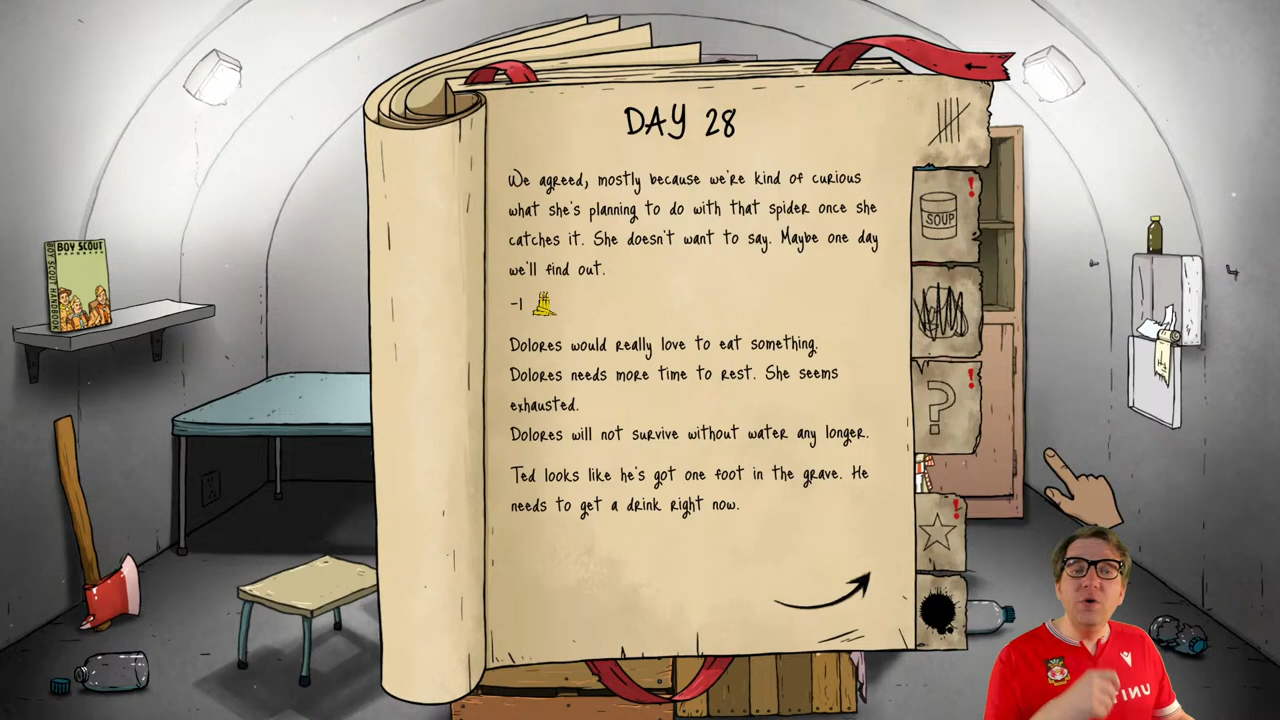 DAY 28
We agreed, mostly because we're kind of curious
what she's planning to do with that spider once she
catches it. She doesn't want to say. Maybe one day
we'll find out.
-1
Dolores would really love to eat something.
Dolores needs more time to rest. She seems
exhausted.
Dolores will not survive without water any longer.
Ted looks like he's got one foot in the grave. He
needs to get a drink right now.
SOUP
?
BOY SCOUT
HANDBOOK
BOY SCOUT HANDBOOK